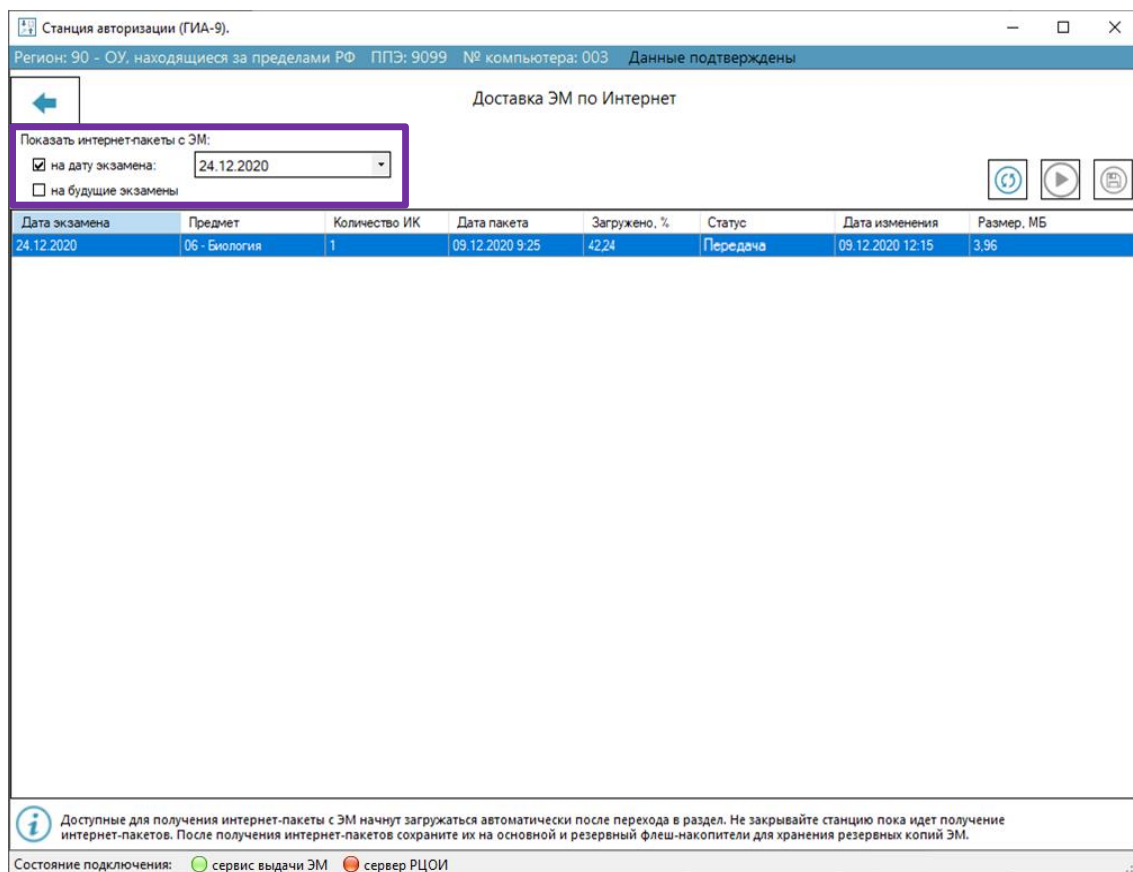 Станция авторизации (ГИА-9).
Регион: 90 - ОУ, находящиеся за пределами РФ ППЭ: 9099 № компьютера: 003 Данные подтверждены
Доставка ЭМ по Интернет
Показать интернет-пакеты с ЭМ:
на дату экзамена: 24.12.2020
на будущие экзамены
Дата экзамена Предмет Количество ИК Дата пакета Загружено, % Статус Дата изменения Размер, МБ
24.12.2020 06 - Биология 1 09.12.2020 9:25 42,24 Передача 09.12.2020 12:15 3,96
Доступные для получения интернет-пакеты с ЭМ начнут загружаться автоматически после перехода в раздел. Не закрывайте станцию пока идет получение
интернет-пакетов. После получения интернет-пакетов сохраните их на основной и резервный флеш-накопители для хранения резервных копий ЭМ.
Состояние подключения: сервис выдачи ЭМ сервер РЦОИ